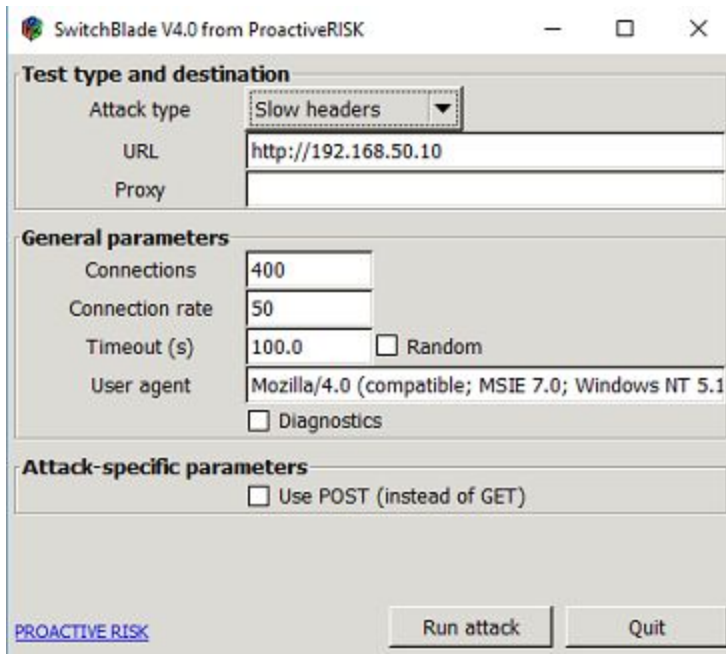 SwitchBlade V4.0 from ProactiveRISK
Test type and destination
Attack type Slow headers
URL http://192.168.50.10
Proxy
General parameters
Connections 400
Connection rate 50
Timeout (s) 100.0 Random
User agent Mozilla/4.0 (compatible; MSIE 7.0; Windows NT 5.1
Diagnostics
Attack-specific parameters
Use POST (instead of GET)
PROACTIVE RISK Run attack Quit